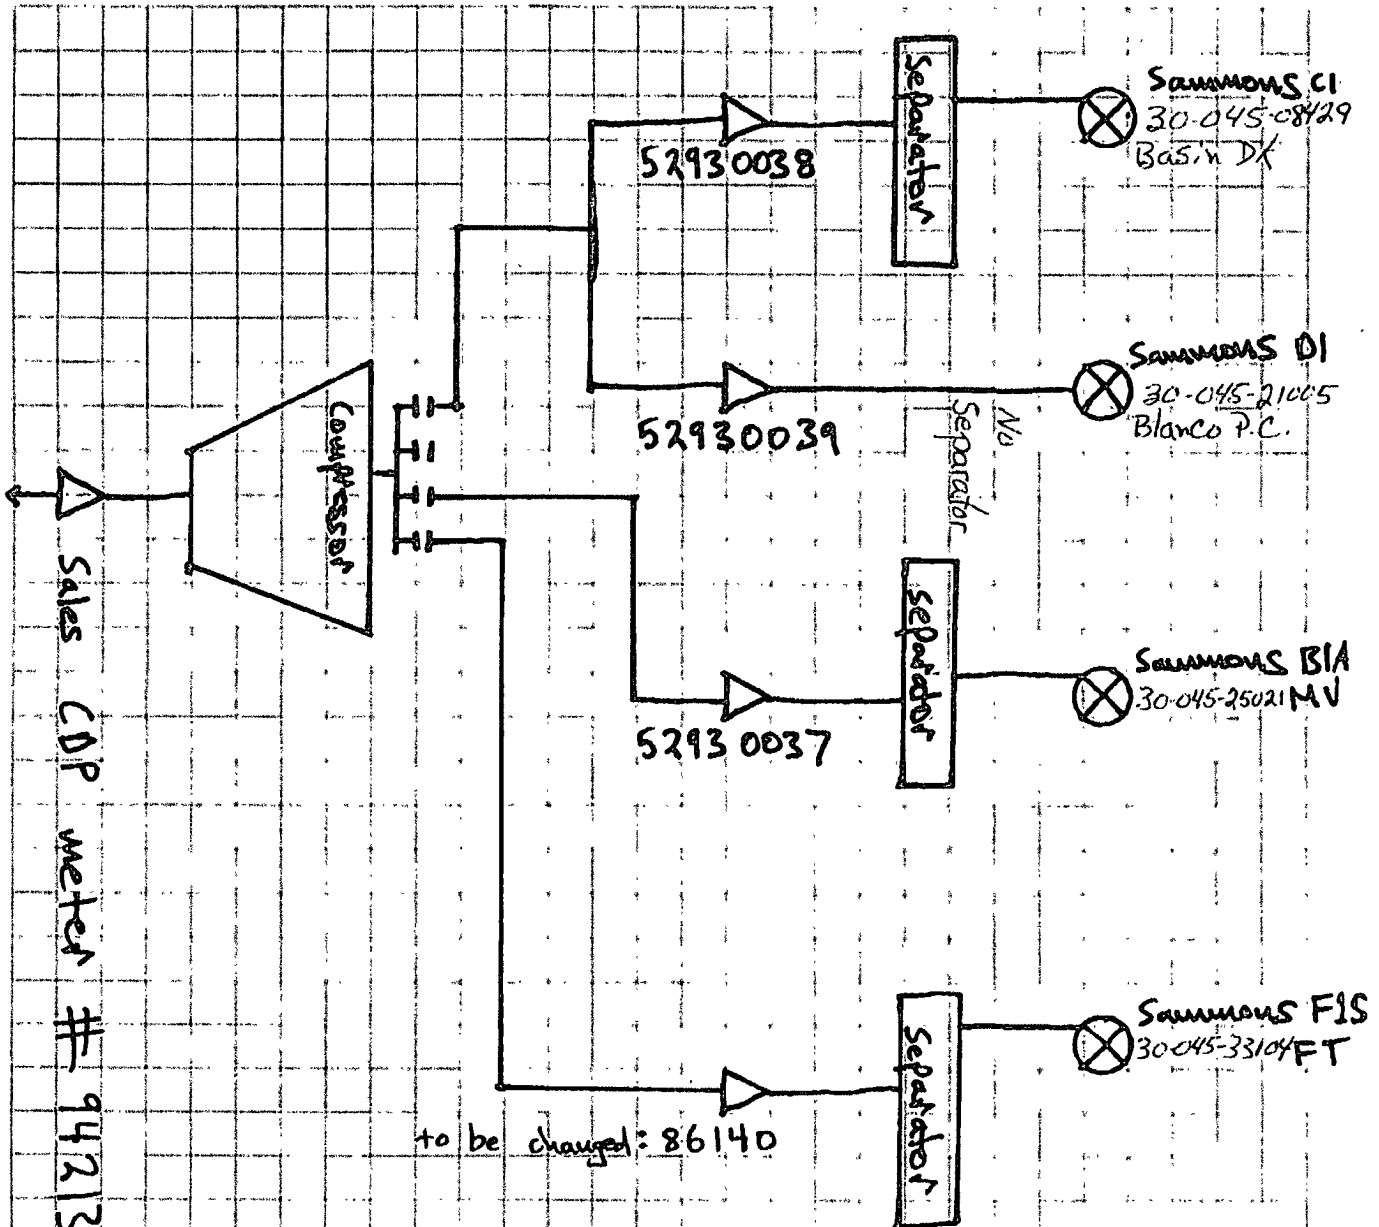 Separator
Sammons C1
30-045-08429
Basin DK
52930038
Sammons D1
30-045-21005
Blanco P.C.
52930039
No
Separator
Compressor
Separator
Sammons B1A
30-045-25021 MV
52930037
Sales CDP meter # 94213
Separator
Sammons F1S
30-045-33104 FT
to be changed: 86140